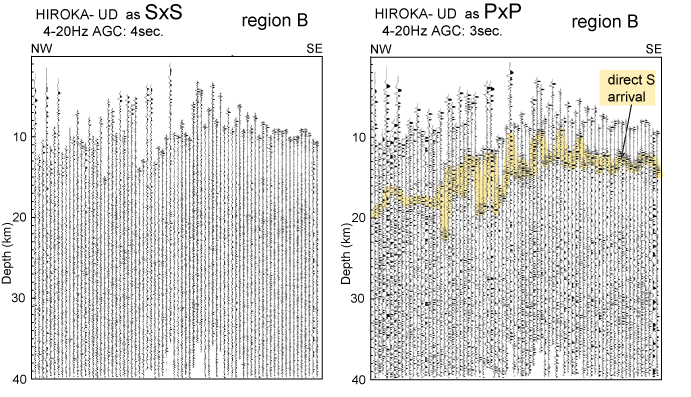 HIROKA- UD as SxS
4-20Hz AGC: 4sec.
region B
NW
SE
10
20
30
40
Depth (km)
HIROKA- UD as PxP
4-20Hz AGC: 3sec.
region B
NW
SE
direct S
arrival
10
20
30
40
Depth (km)